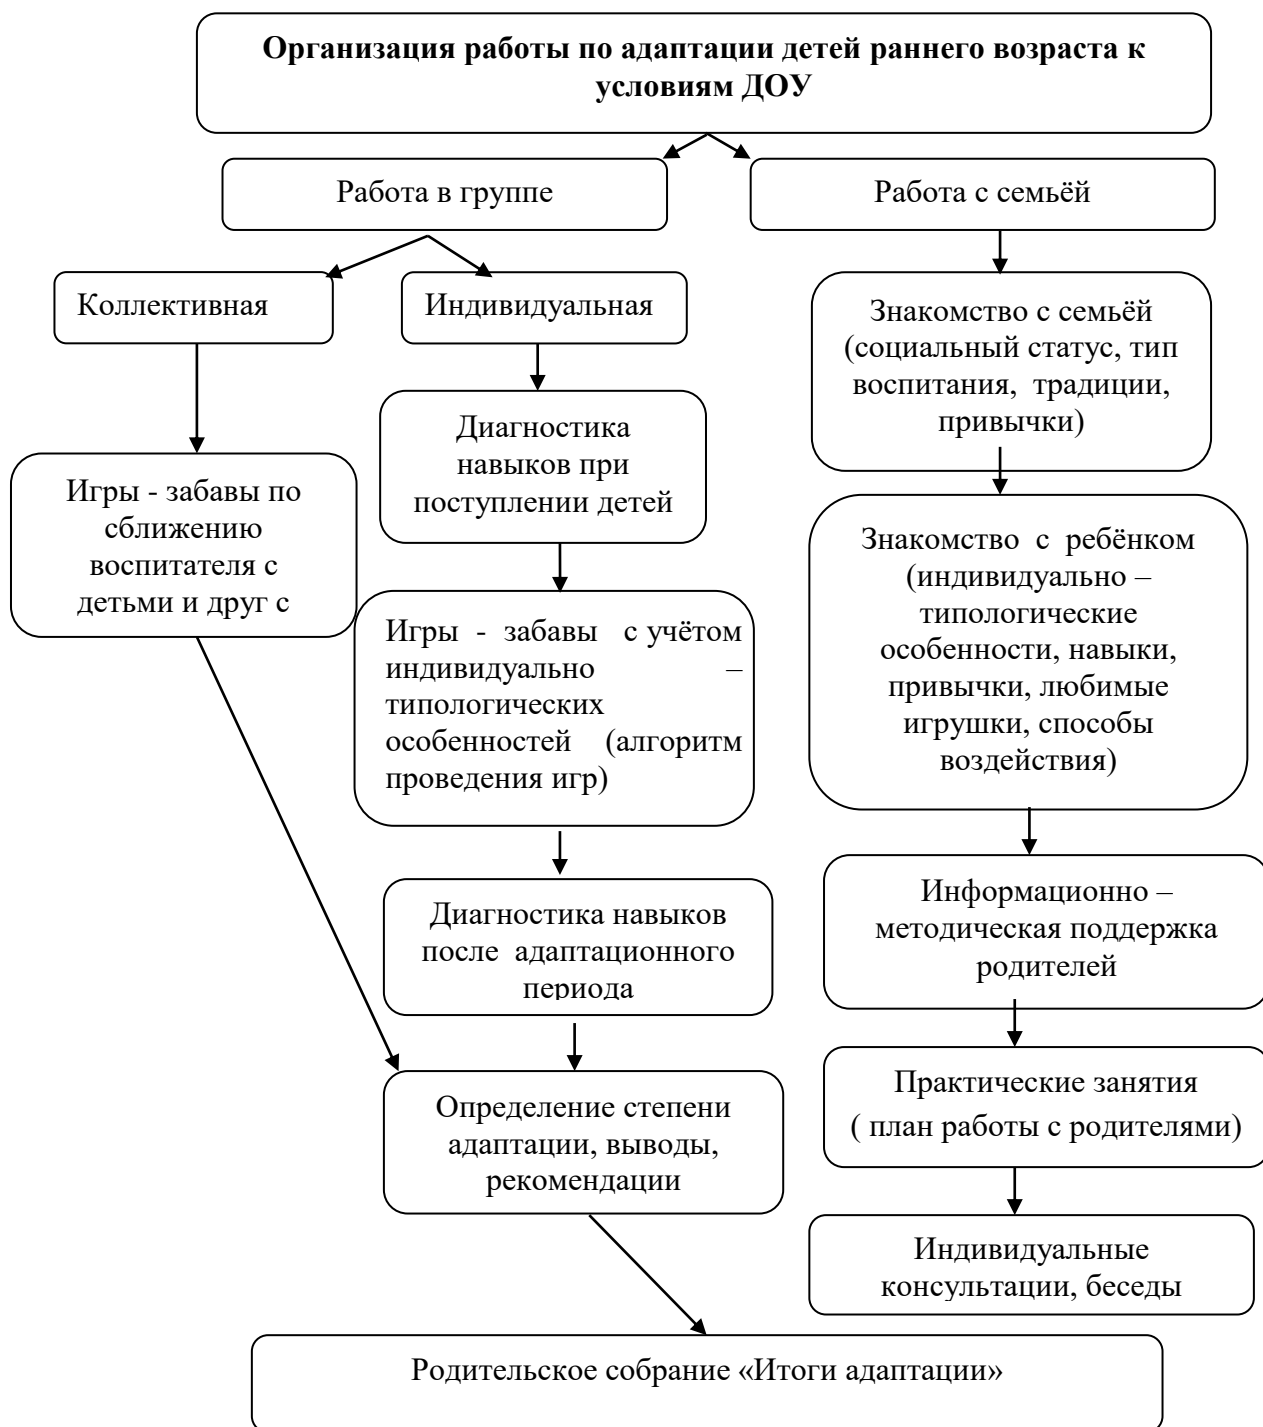 Организация работы по адаптации детей раннего возраста к
условиям ДОУ
Работа в группе
Работа с семьёй
Коллективная
Индивидуальная
Знакомство с семьёй
(социальный статус, тип
воспитания, традиции,
привычки)
Диагностика
навыков при
поступлении детей
Игры - забавы по
сближению
воспитателя с
детьми и друг с
Знакомство с ребёнком
(индивидуально –
типологические
особенности, навыки,
привычки, любимые
игрушки, способы
воздействия)
Игры - забавы с учётом
индивидуально –
типологических
особенностей (алгоритм
проведения игр)
Информационно –
методическая поддержка
родителей
Диагностика навыков
после адаптационного
периода
Практические занятия
( план работы с родителями)
Определение степени
адаптации, выводы,
рекомендации
Индивидуальные
консультации, беседы
Родительское собрание «Итоги адаптации»